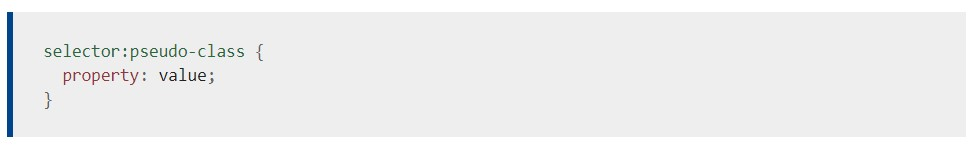 selector:pseudo-class {
  property: value;
}